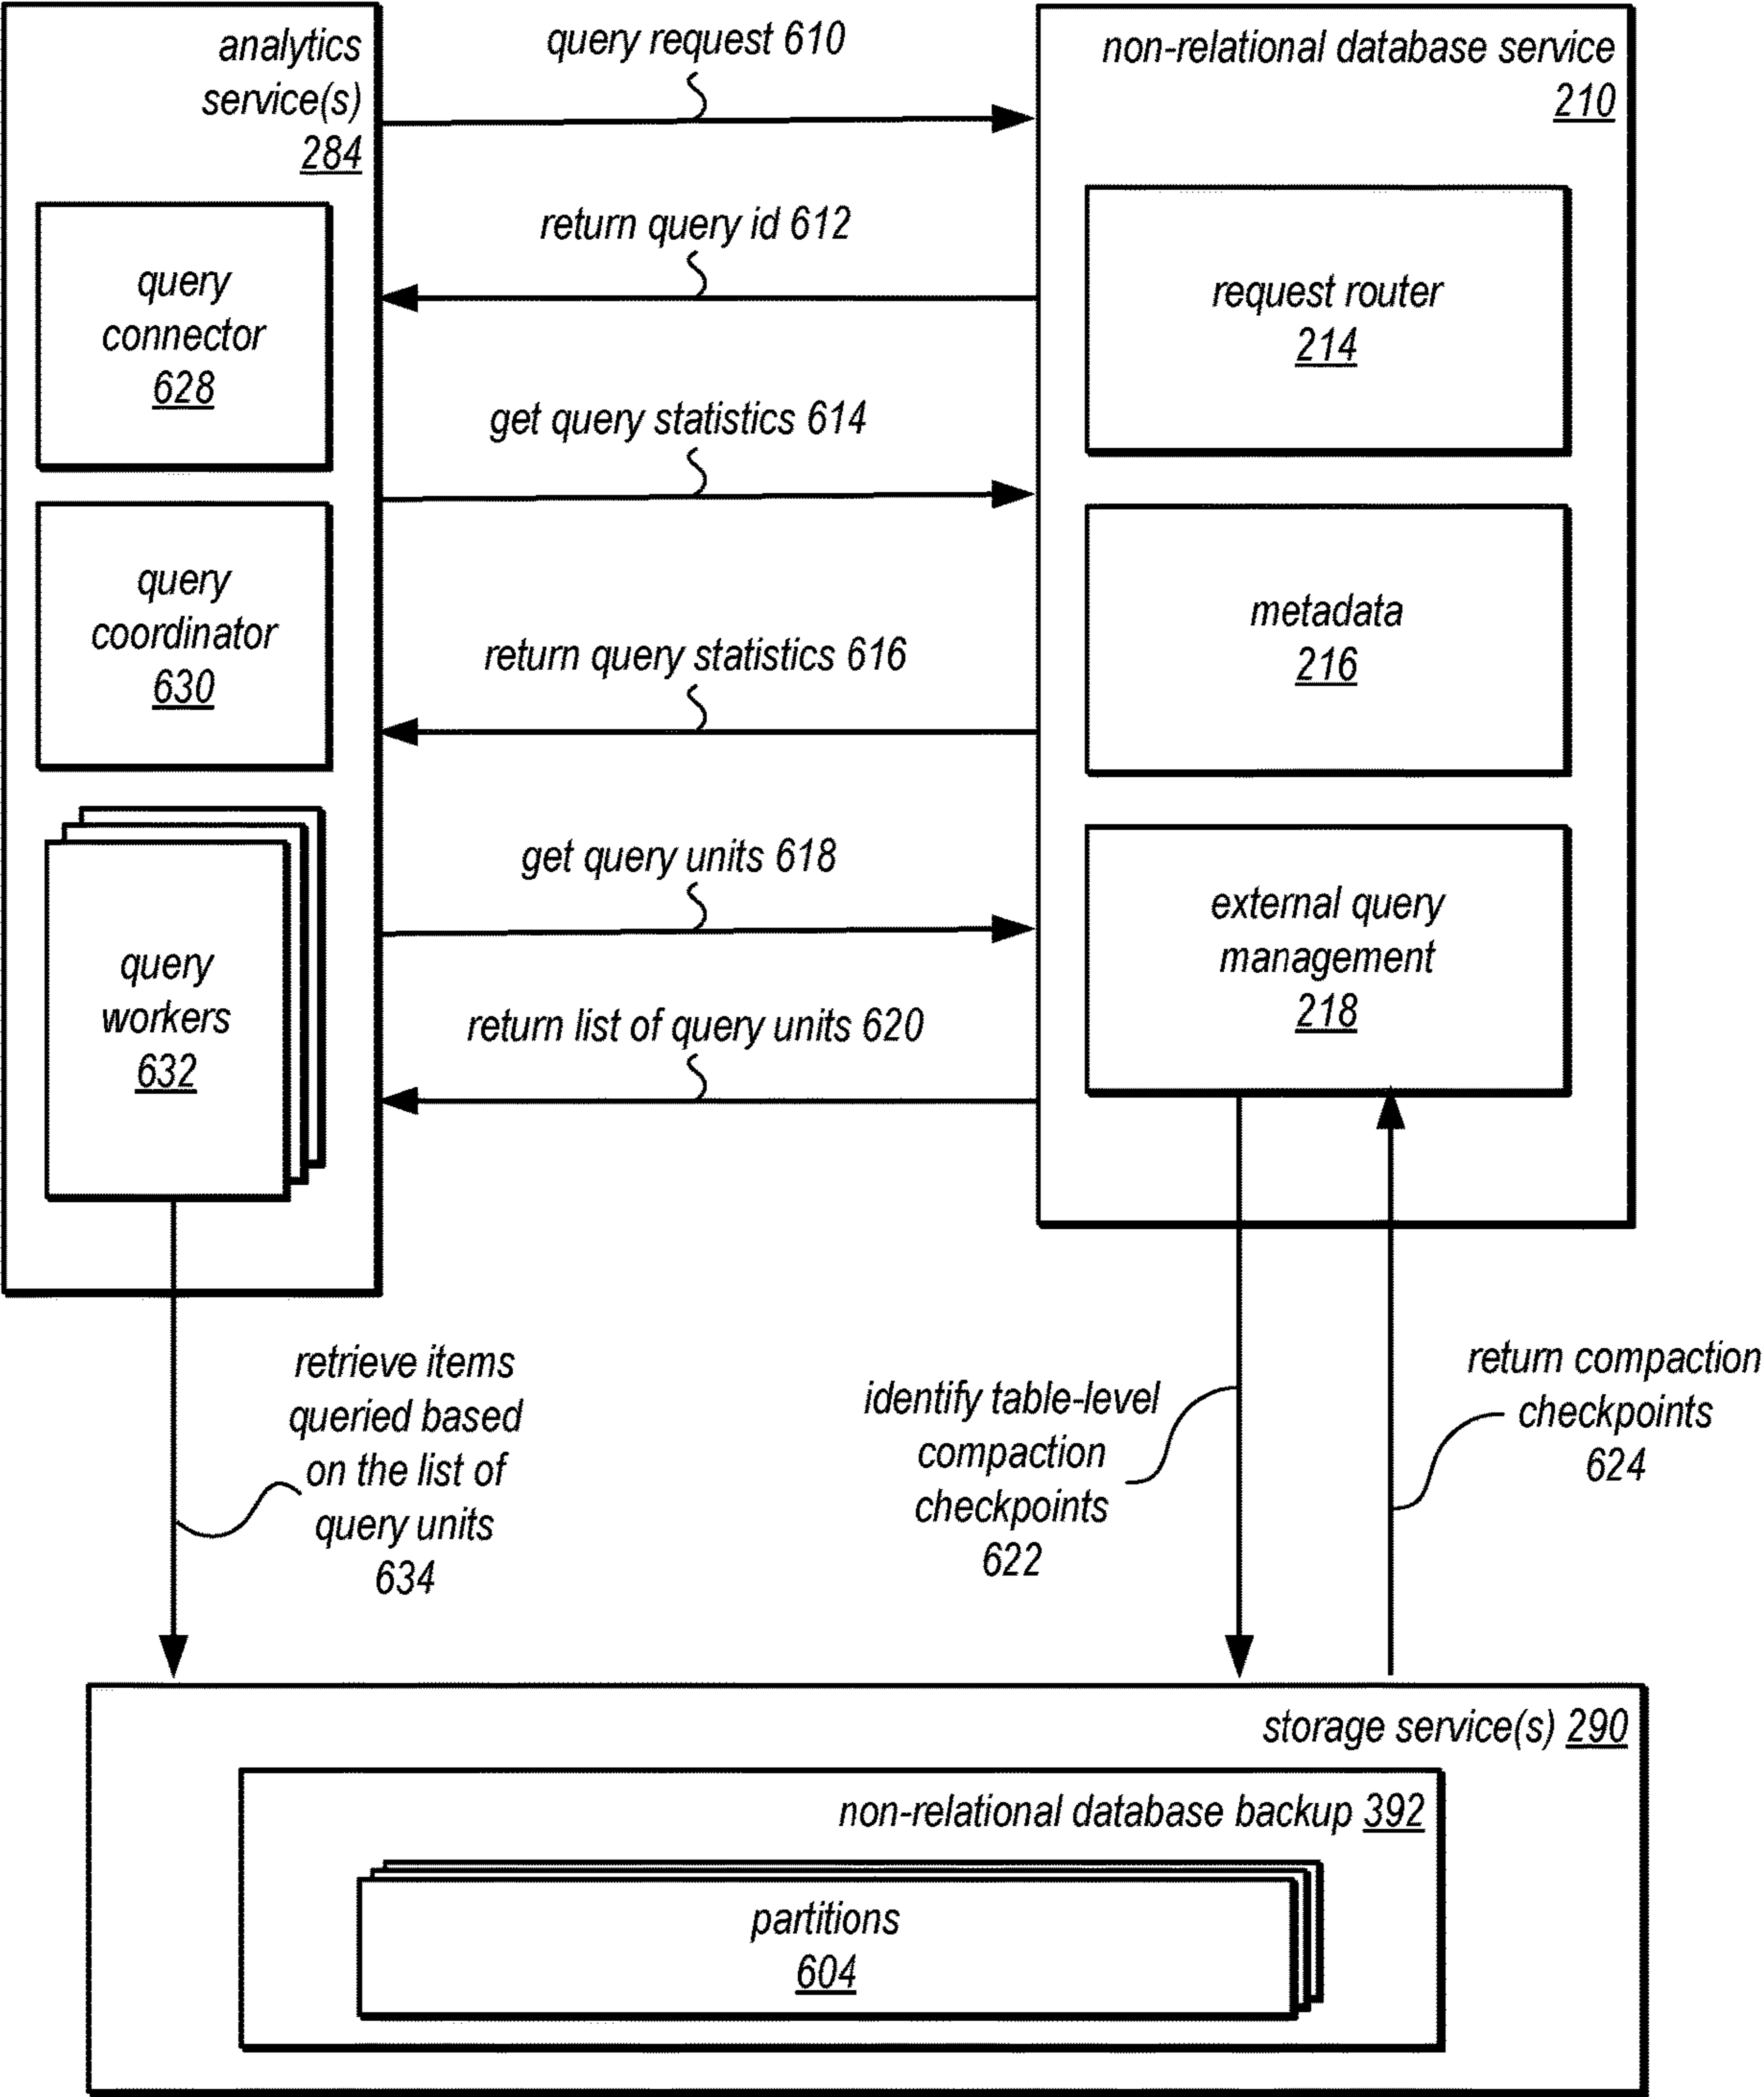 analytics
service(s)
284
query
connector
628
query
coordinator
630
query
workers
632
query request 610
return query id 612
get query statistics 614
return query statistics 616
get query units 618
return list of query units 620
non-relational database service
210
request router
214
metadata
216
external query
management
218
retrieve items
queried based
on the list of
query units
634
identify table-level
compaction
checkpoints
622
return compaction
checkpoints
624
storage service(s) 290
non-relational database backup 392
partitions
604